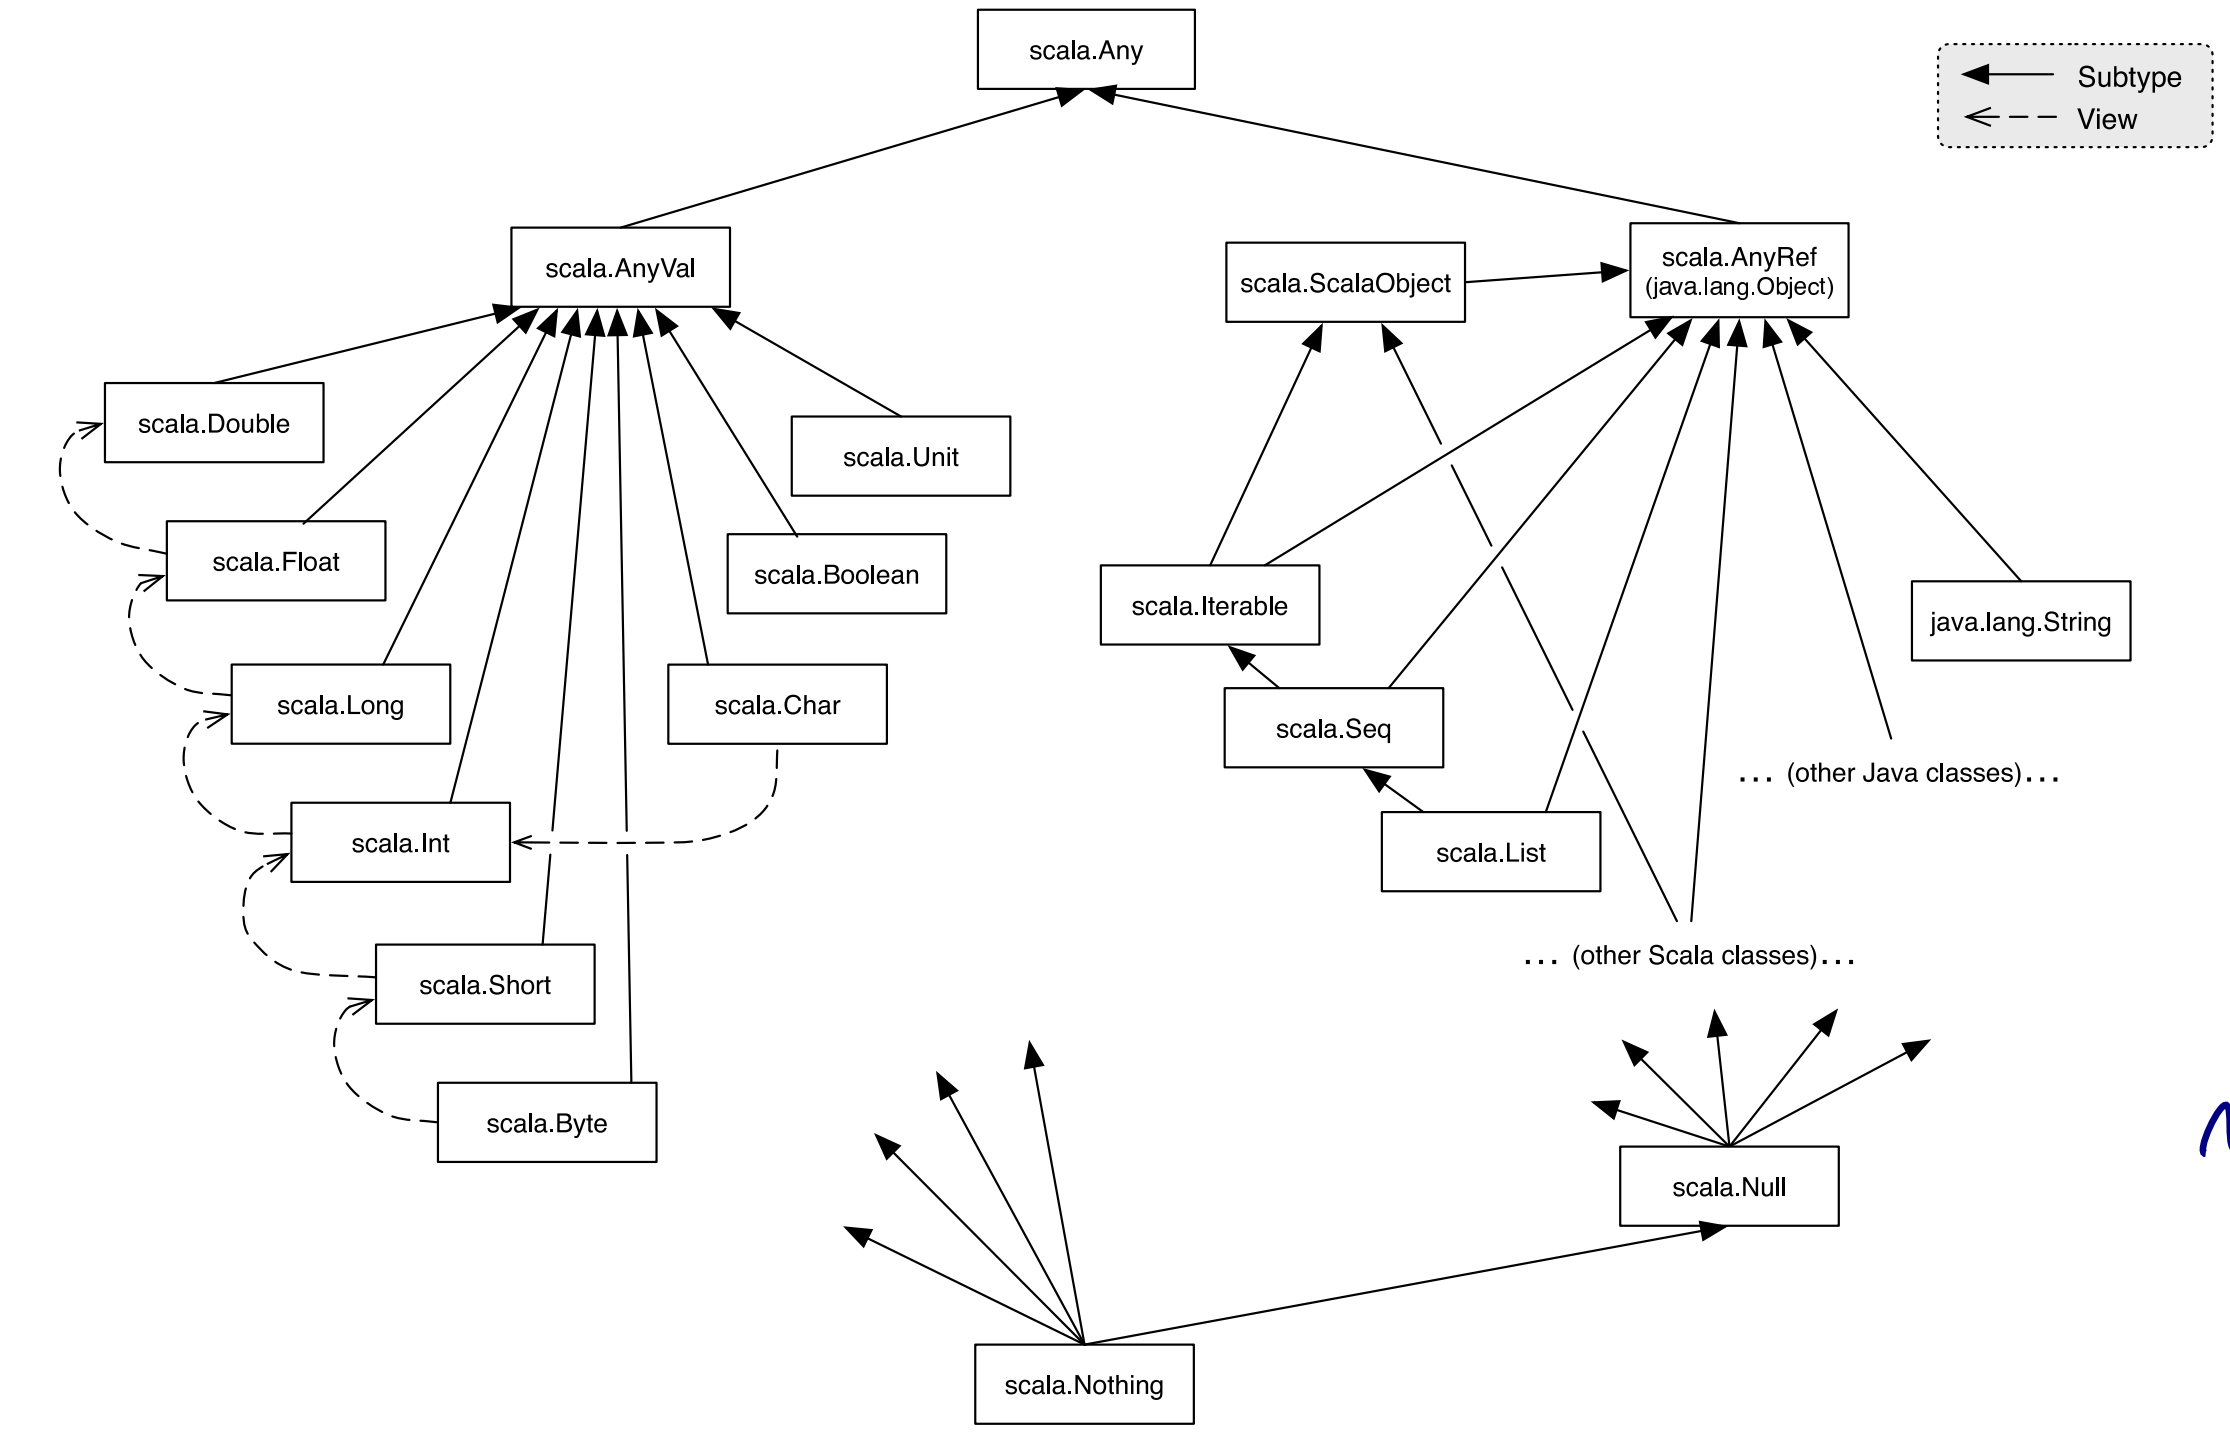 scala.Any
Subtype
View
scala.AnyVal
scala.ScalaObject
scala.AnyRef
(java.lang.Object)
scala.Double
scala.Unit
scala.Float
scala.Boolean
scala.Iterable
java.lang.String
scala.Long
scala.Char
scala.Seq
... (other Java classes)...
scala.Int
scala.List
... (other Scala classes)...
scala.Short
scala.Byte
scala.Null
scala.Nothing